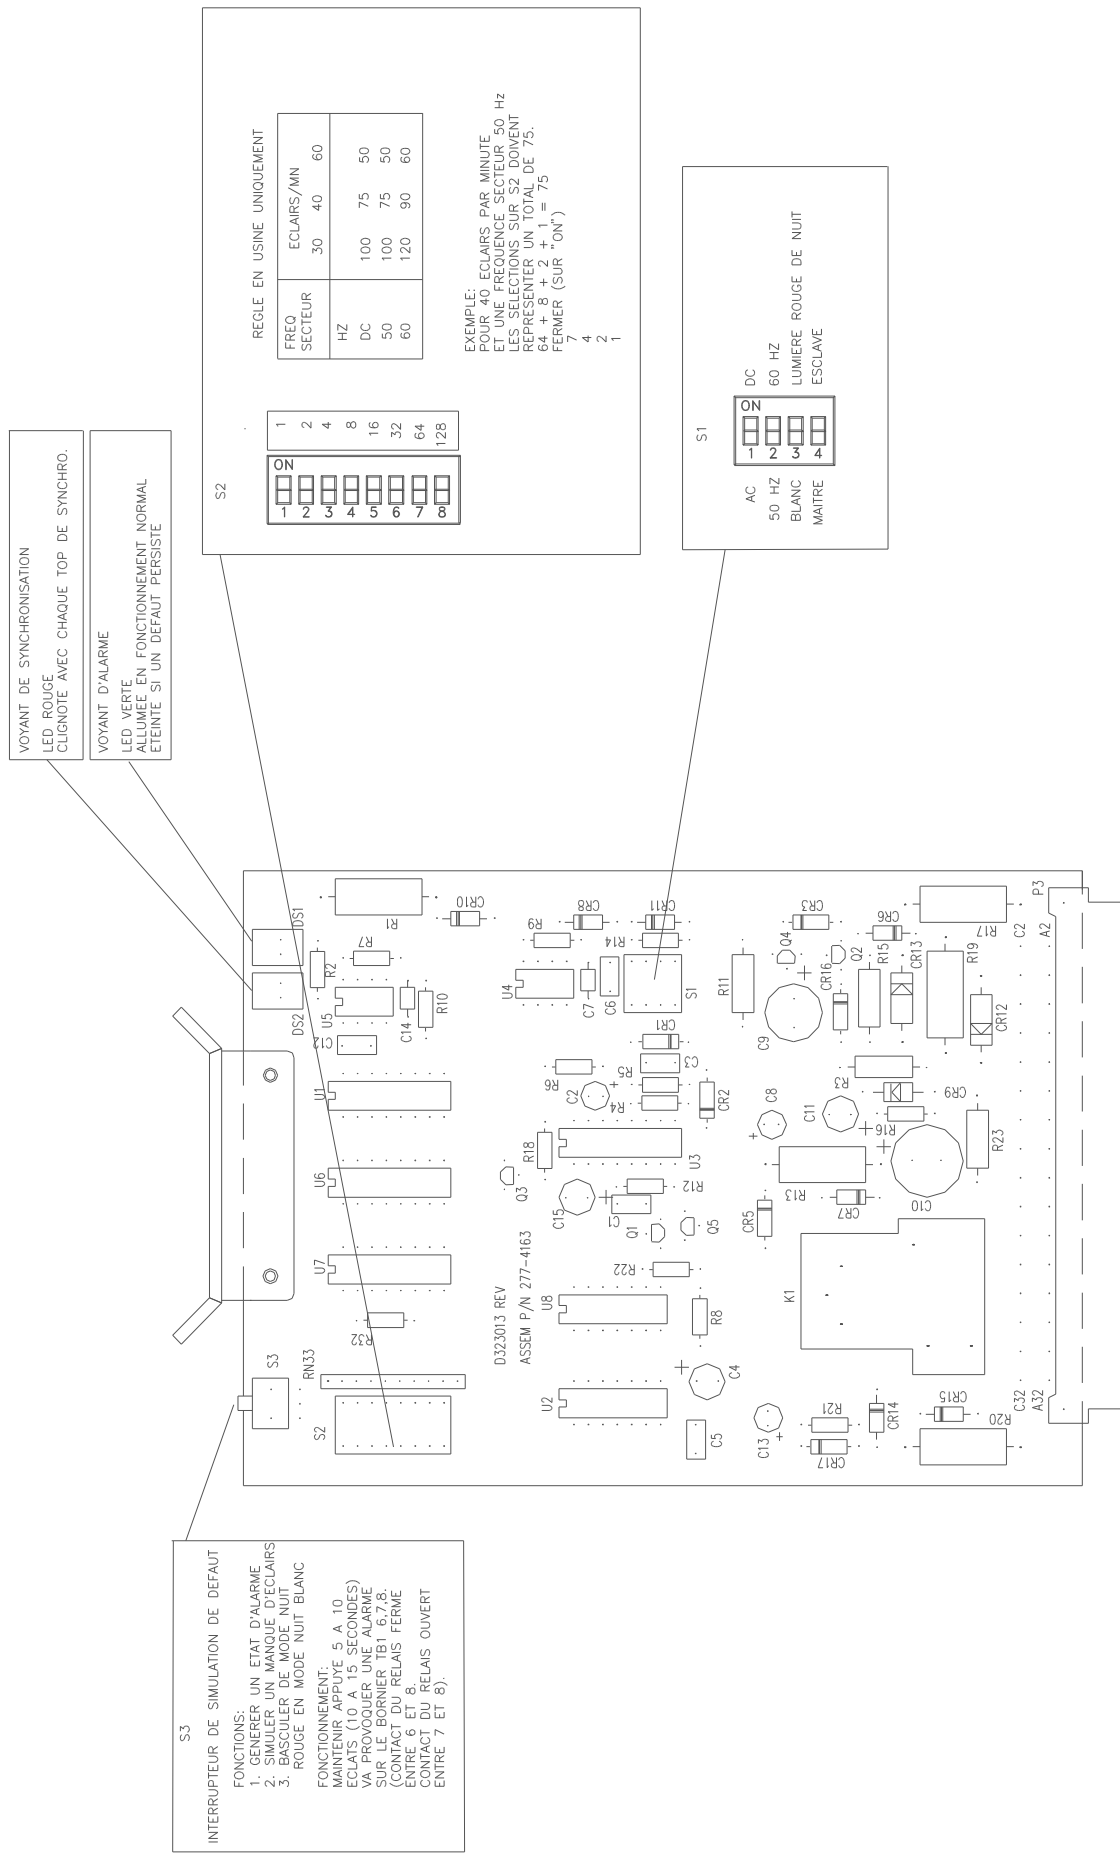 VOYANT DE SYNCHRONISATION
LED ROUGE
CLIGNOTE AVEC CHAQUE TOP DE SYNCHRO.
VOYANT D'ALARME
LED VERTE
ALLUMEE EN FONCTIONNEMENT NORMAL
ETEINTE SI UN DEFAUT PERSISTE
S2
ON
1 1
2 2
3 4
4 8
5 16
6 32
7 64
8 128
REGLE EN USINE UNIQUEMENT
FREQ SECTEUR ECLAIRS/MN
HZ 30 40 60
DC 100 75 50
50 100 75 50
60 120 90 60
EXEMPLE:
POUR 40 ECLAIRS PAR MINUTE
ET UNE FREQUENCE SECTEUR 50 Hz
LES SELECTIONS SUR S2 DOIVENT
REPRESENTER UN TOTAL DE 75.
64 + 8 + 2 + 1 = 75
FERMER (SUR "ON")
7
4
2
1
S1
ON
AC 1 DC
50 HZ 2 60 HZ
BLANC 3 LUMIERE ROUGE DE NUIT
MAITRE 4 ESCLAVE
S3
INTERRUPTEUR DE SIMULATION DE DEFAUT
FONCTIONS:
1. GENERER UN ETAT D'ALARME
2. SIMULER UN MANQUE D'ECLAIRS
3. BASCULER DE MODE NUIT
ROUGE EN MODE NUIT BLANC
FONCTIONNEMENT:
MAINTENIR APPUYE 5 A 10
ECLATS (10 A 15 SECONDES)
VA PROVOQUER UNE ALARME
SUR LE BORNIER TB1 6,7,8.
(CONTACT DU RELAIS FERME
ENTRE 6 ET 8.
CONTACT DU RELAIS OUVERT
ENTRE 7 ET 8).
S3
DS2
DS1
S2
RN33
R32
U7
U6
U1
C12
U5
R2
R7
R1
C14
R10
CR10
D323013 REV
ASSEM P/N 277-4163
Q3
R18
U4
R9
U2
U8
C15
C2
R6
C7
CR8
C1
R12
R4
R5
C6
R14
CR11
R22
Q1
Q5
U3
C3
CR1
S1
C5
C4
R8
CR2
R11
CR5
C8
C9
Q4
CR3
C13
R21
CR17
K1
R13
CR7
C11
R3
CR16
Q2
CR14
R16
R15
CR6
CR15
C10
CR9
CR13
R20
R23
CR12
R19
R17
C32
A32
C2
A2
P3